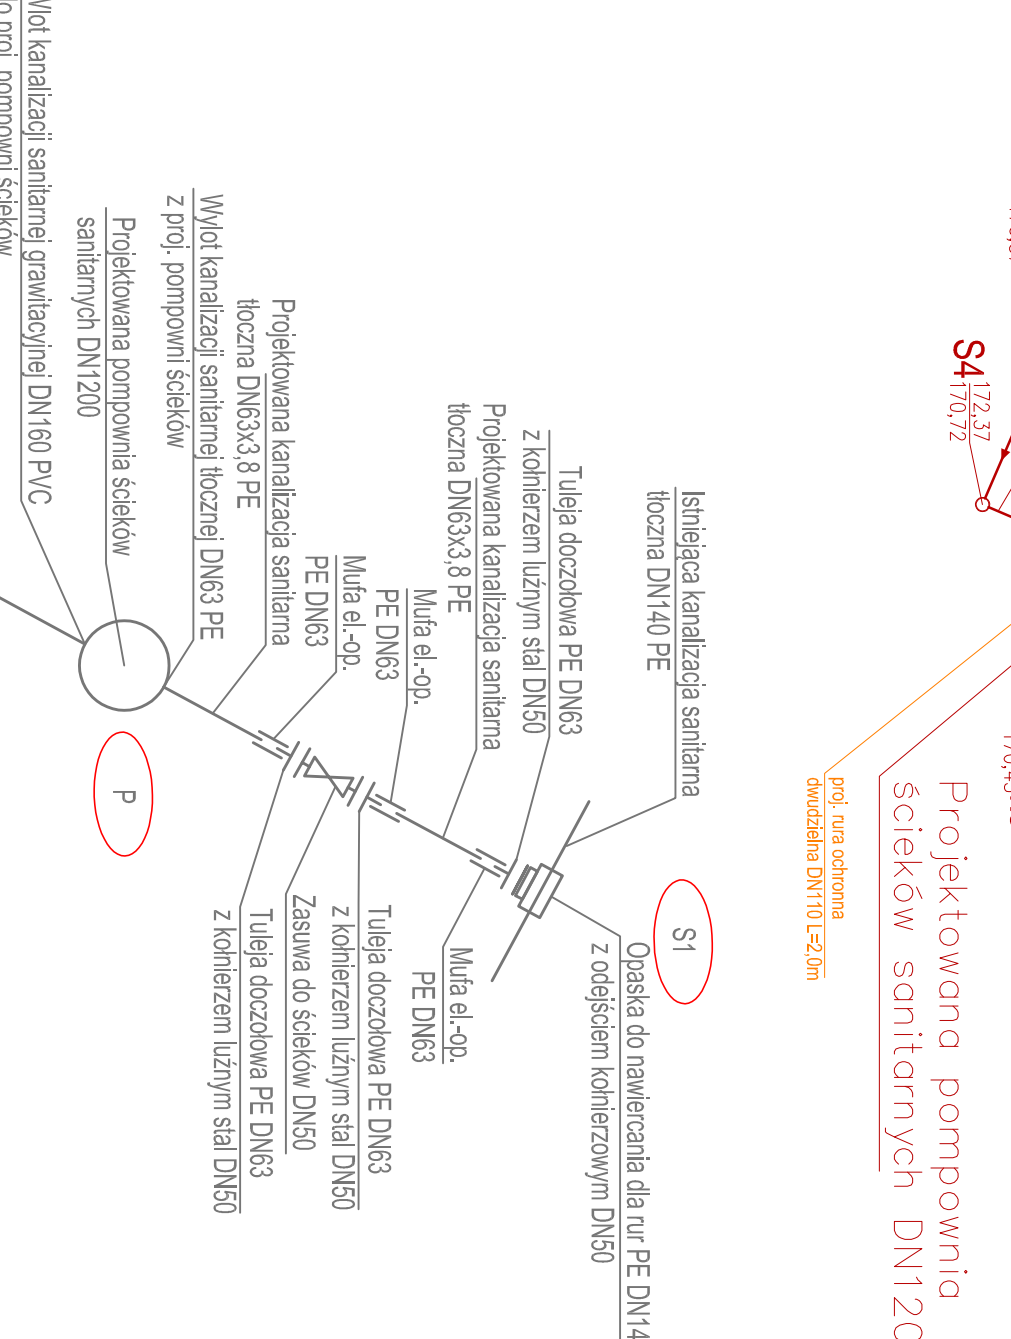 S4
172,37
170,72
Projektowana pompownia
ścieków sanitarnych
proj. rura ochronna
dwudzielna DN110 L=2,0m
Istniejąca kanalizacja sanitarna
tłoczna DN140 PE
S1
Opaska do nawiercania dla rur PE
z odejściem kołnierzowym DN50
Tuleja doczołowa PE DN63
z kołnierzem luźnym stal DN50
Projektowana kanalizacja sanitarna
tłoczna DN63x3,8 PE
Mufa el.-op.
PE DN63
Mufa el.-op.
PE DN63
Mufa el.-op.
PE DN63
Tuleja doczołowa PE DN63
z kołnierzem luźnym stal DN50
Zasuwa do ścieków DN50
Tuleja doczołowa PE DN63
z kołnierzem luźnym stal DN50
Projektowana kanalizacja sanitarna
tłoczna DN63x3,8 PE
Wylot kanalizacji sanitarnej tłocznej DN63 PE
z proj. pompowni ścieków
Projektowana pompownia ścieków
sanitarnych DN1200
P
kanalizacji sanitarnej grawitacyjnej DN160 PVC
proj. pompowni ścieków